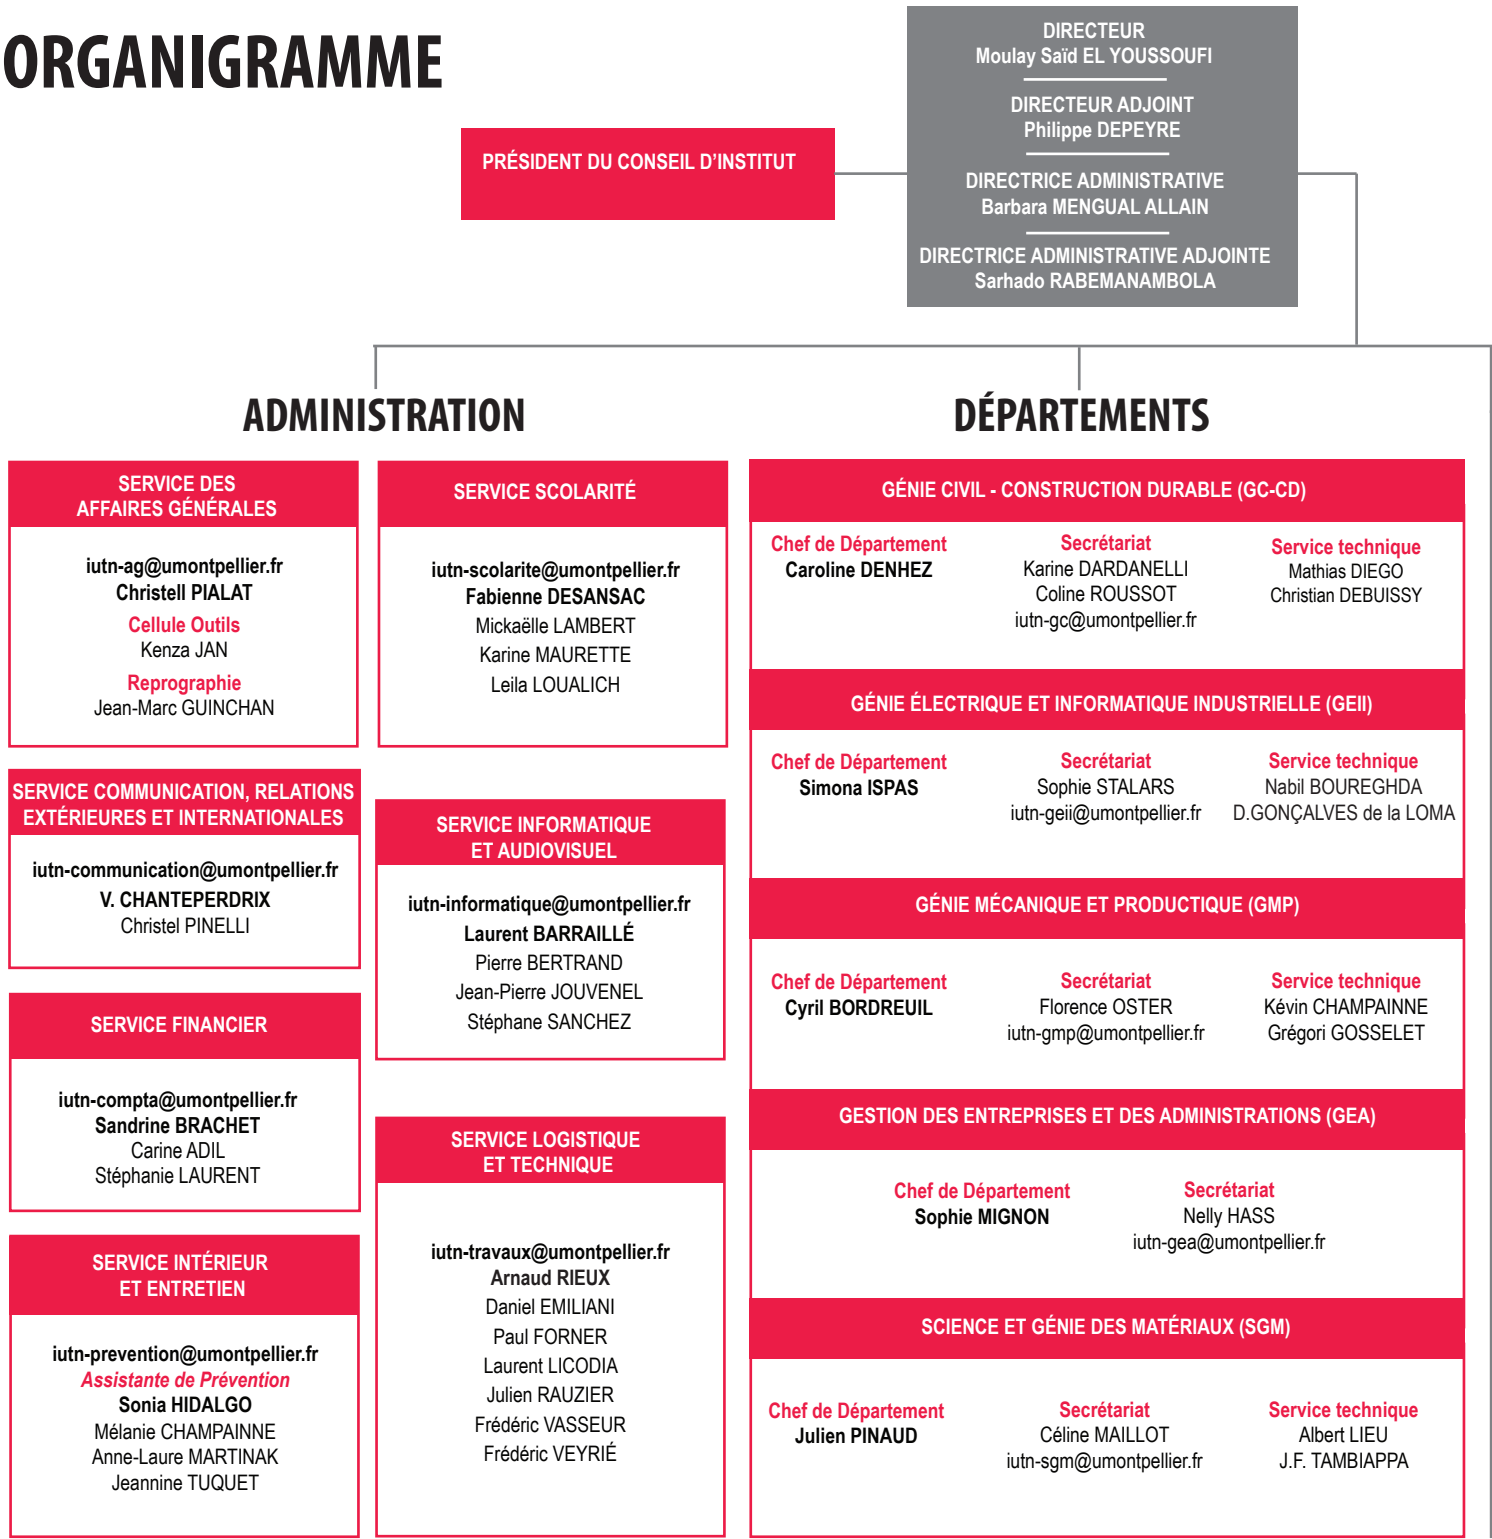 ORGANIGRAMME
DIRECTEUR
Moulay Saïd EL YOUSSOUFI
DIRECTEUR ADJOINT
Philippe DEPEYRE
DIRECTRICE ADMINISTRATIVE
Barbara MENGUAL ALLAIN
DIRECTRICE ADMINISTRATIVE ADJOINTE
Sarhado RABEMANAMBOLA
PRÉSIDENT DU CONSEIL D’INSTITUT
ADMINISTRATION
SERVICE DES
AFFAIRES GÉNÉRALES
iutn-ag@umontpellier.fr
Christell PIALAT
Cellule Outils
Kenza JAN
Reprographie
Jean-Marc GUINCHAN
SERVICE COMMUNICATION, RELATIONS
EXTÉRIEURES ET INTERNATIONALES
iutn-communication@umontpellier.fr
V. CHANTEPERDRIX
Christel PINELLI
SERVICE FINANCIER
iutn-compta@umontpellier.fr
Sandrine BRACHET
Carine ADIL
Stéphanie LAURENT
SERVICE INTÉRIEUR
ET ENTRETIEN
iutn-prevention@umontpellier.fr
Assistante de Prévention
Sonia HIDALGO
Mélanie CHAMPAINNE
Anne-Laure MARTINAK
Jeannine TUQUET
SERVICE SCOLARITÉ
iutn-scolarite@umontpellier.fr
Fabienne DESANSAC
Mickaëlle LAMBERT
Karine MAURETTE
Leila LOUALICH
SERVICE INFORMATIQUE
ET AUDIOVISUEL
iutn-informatique@umontpellier.fr
Laurent BARRAILLÉ
Pierre BERTRAND
Jean-Pierre JOUVENEL
Stéphane SANCHEZ
SERVICE LOGISTIQUE
ET TECHNIQUE
iutn-travaux@umontpellier.fr
Arnaud RIEUX
Daniel EMILIANI
Paul FORNER
Laurent LICODIA
Julien RAUZIER
Frédéric VASSEUR
Frédéric VEYRIÉ
DÉPARTEMENTS
GÉNIE CIVIL - CONSTRUCTION DURABLE (GC-CD)
Chef de Département
Caroline DENHEZ
Secrétariat
Karine DARDANELLI
Coline ROUSSOT
iutn-gc@umontpellier.fr
Service technique
Mathias DIEGO
Christian DEBUISSY
GÉNIE ÉLECTRIQUE ET INFORMATIQUE INDUSTRIELLE (GEII)
Chef de Département
Simona ISPAS
Secrétariat
Sophie STALARS
iutn-geii@umontpellier.fr
Service technique
Nabil BOUREGHDA
D.GONÇALVES de la LOMA
GÉNIE MÉCANIQUE ET PRODUCTIQUE (GMP)
Chef de Département
Cyril BORDREUIL
Secrétariat
Florence OSTER
iutn-gmp@umontpellier.fr
Service technique
Kévin CHAMPAINNE
Grégori GOSSELET
GESTION DES ENTREPRISES ET DES ADMINISTRATIONS (GEA)
Chef de Département
Sophie MIGNON
Secrétariat
Nelly HASS
iutn-gea@umontpellier.fr
SCIENCE ET GÉNIE DES MATÉRIAUX (SGM)
Chef de Département
Julien PINAUD
Secrétariat
Céline MAILLOT
iutn-sgm@umontpellier.fr
Service technique
Albert LIEU
J.F. TAMBIAPPA